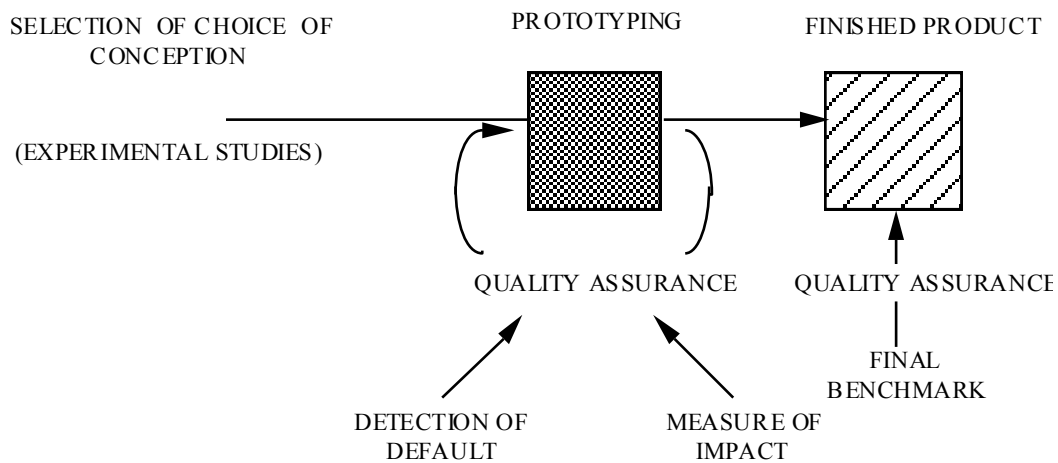 SELECTION OF CHOICE OF
CONCEPTION
PROTOTYPING
FINISHED PRODUCT
(EXPERIMENTAL STUDIES)
QUALITY ASSURANCE
QUALITY ASSURANCE
FINAL
BENCHMARK
DETECTION OF
DEFAULT
MEASURE OF
IMPACT